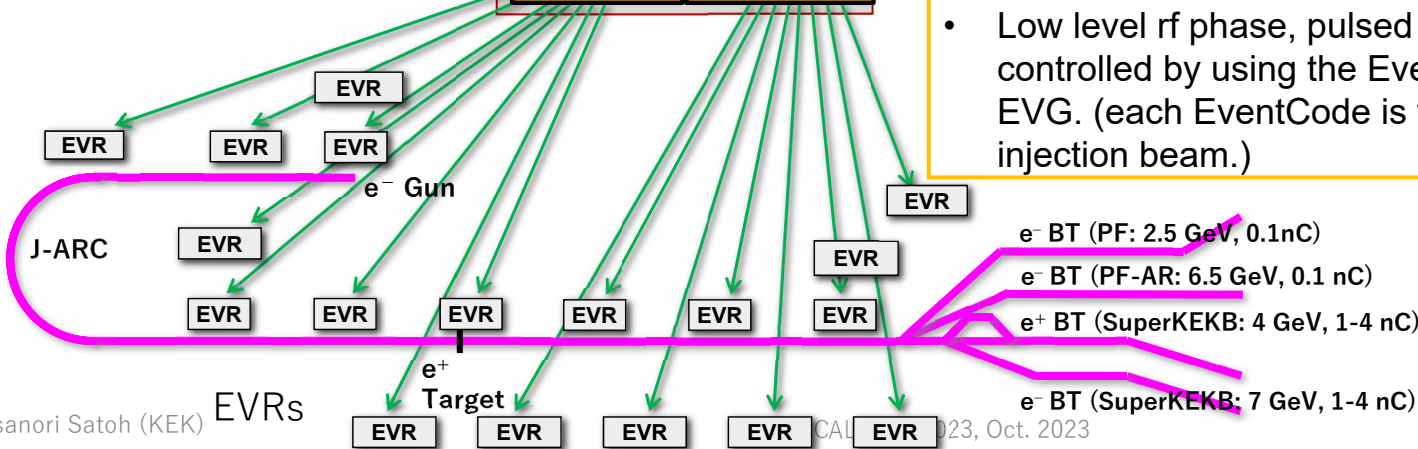 • Low level rf phase, pulsed
controlled by using the
EVG. (each EventCode is
injection beam.)
EVR
EVR
EVR
EVR
EVR
e⁻ Gun
J-ARC
EVR
EVR
EVR
EVR
EVR
EVR
EVR
EVR
e⁻ BT (PF: 2.5 GeV, 0.1nC)
e⁻ BT (PF-AR: 6.5 GeV, 0.1 nC)
e⁺ BT (SuperKEKB: 4 GeV, 1-4 nC)
e⁻ BT (SuperKEKB: 7 GeV, 1-4 nC)
e⁺
Target
EVRs
Satoh (KEK)
EVR
EVR
EVR
EVR
EVR
Oct. 2023